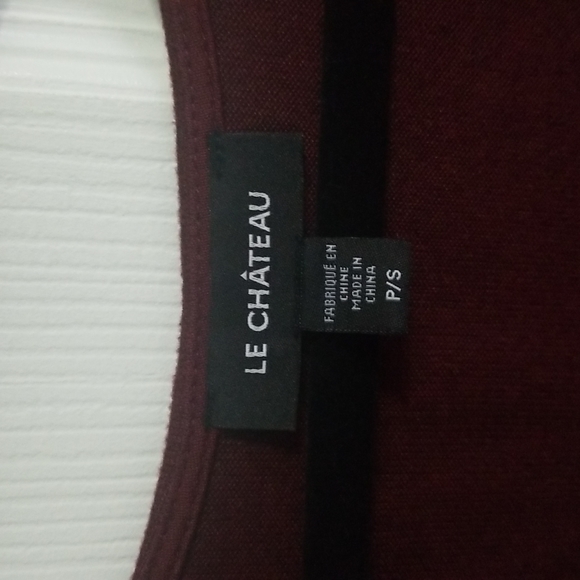 LE CHÂTEAU
FABRIQUÉ EN
CHINE
MADE IN
CHINA
P/S